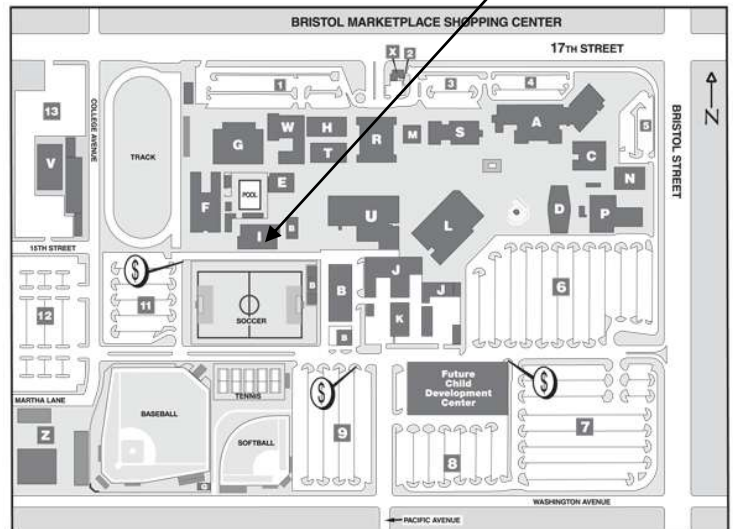 BRISTOL MARKETPLACE SHOPPING CENTER
17TH STREET
X
2
1
3
4
5
13
COLLEGE AVENUE
TRACK
V
W
H
G
T
R
M
S
A
C
N
BRISTOL STREET
N
POOL
E
F
I
B
U
L
D
P
15TH STREET
$
11
12
SOCCER
B
B
B
J
J
K
6
MARTHA LANE
Z
BASEBALL
TENNIS
SOFTBALL
$
9
Future
Child
Development
Center
$
7
8
WASHINGTON AVENUE
PACIFIC AVENUE